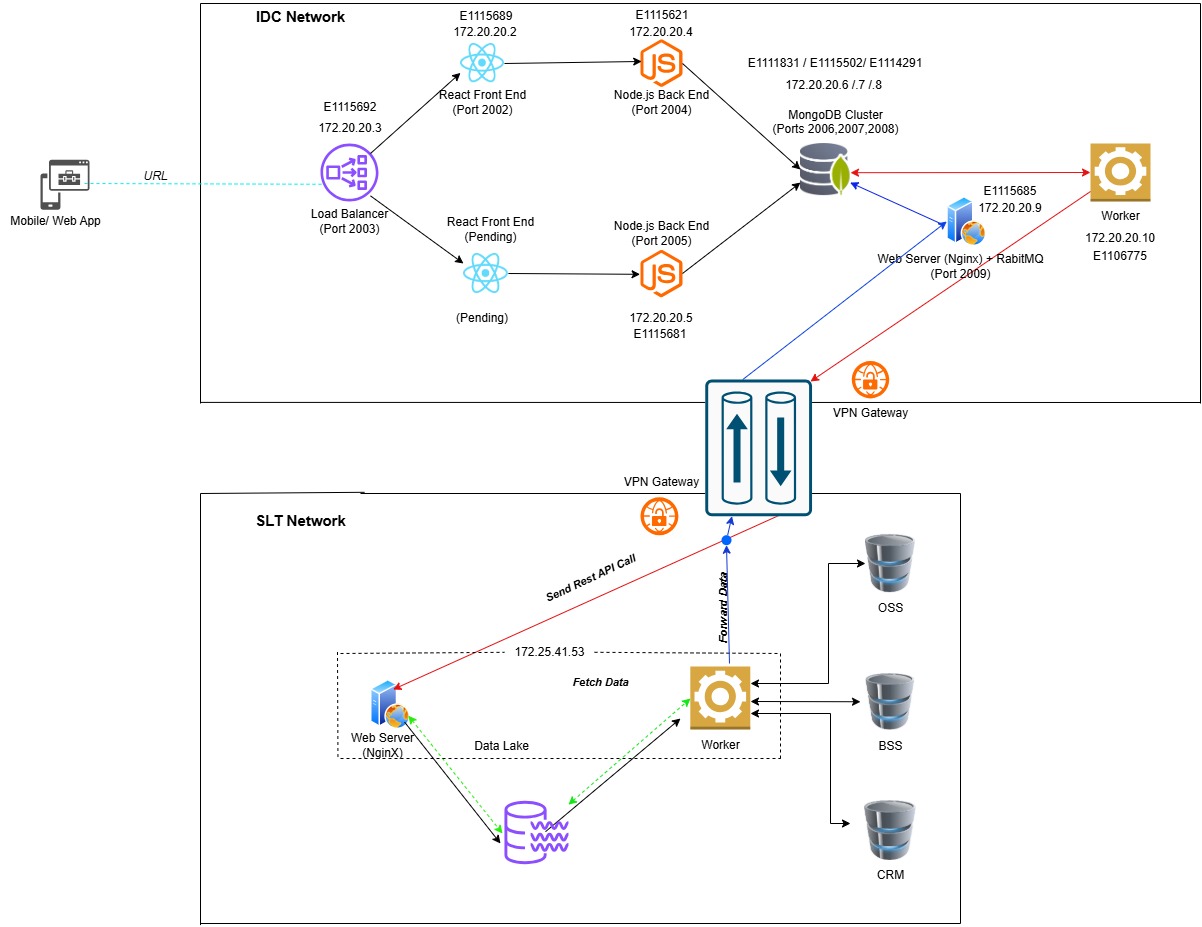 IDC Network
E1115689
172.20.20.2
React Front End
(Port 2002)
E1115621
172.20.20.4
JS
Node.js Back End
(Port 2004)
E1111831 / E1115502/ E1114291
172.20.20.6 /.7 /.8
MongoDB Cluster
(Ports 2006,2007,2008)
E1115692
172.20.20.3
Load Balancer
(Port 2003)
URL
Mobile/ Web App
React Front End
(Pending)
(Pending)
Node.js Back End
(Port 2005)
JS
172.20.20.5
E1115681
E1115685
172.20.20.9
Web Server (Nginx) + RabitMQ
(Port 2009)
Worker
172.20.20.10
E1106775
VPN Gateway
VPN Gateway
SLT Network
Send Rest API Call
Forward Data
OSS
172.25.41.53
Fetch Data
Web Server
(NginX)
Data Lake
Worker
BSS
CRM